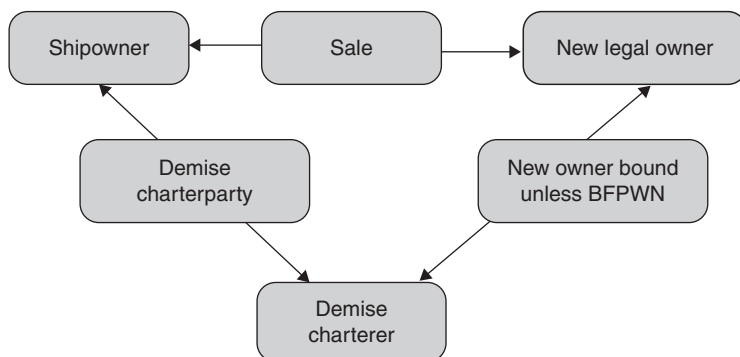 Shipowner
Sale
New legal owner
Demise
charterparty
New owner bound
unless BFPWN
Demise
charterer